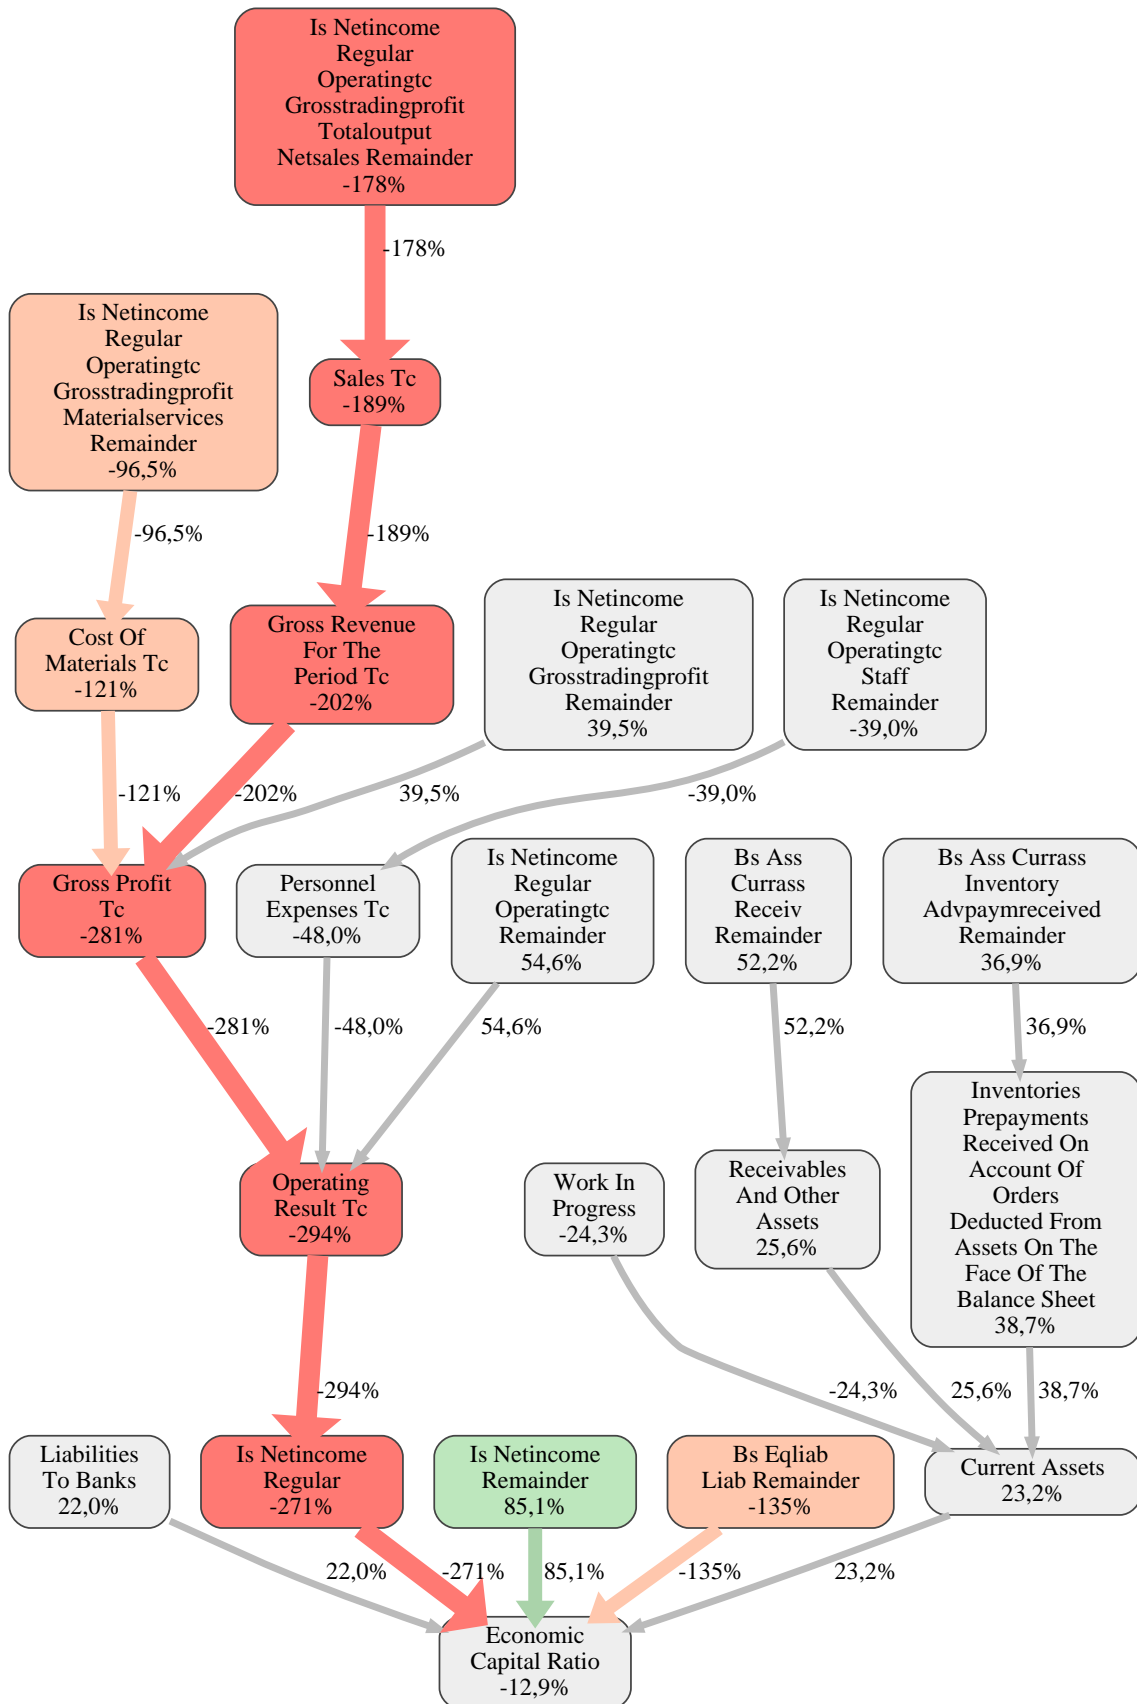 Is Netincome
Regular
Operatingtc
Grosstradingprofit
Totaloutput
Netsales Remainder
-178%
-178%
Is Netincome
Regular
Operatingtc
Grosstradingprofit
Materialservices
Remainder
-96,5%
Sales Tc
-189%
-96,5%
-189%
Cost Of
Materials Tc
-121%
Gross Revenue
For The
Period Tc
-202%
Is Netincome
Regular
Operatingtc
Grosstradingprofit
Remainder
39,5%
Is Netincome
Regular
Operatingtc
Staff
Remainder
-39,0%
-121%
-202%
39,5%
-39,0%
Gross Profit
Tc
-281%
Personnel
Expenses Tc
-48,0%
Is Netincome
Regular
Operatingtc
Remainder
54,6%
Bs Ass
Currass
Receiv
Remainder
52,2%
Bs Ass Currass
Inventory
Advpaymreceived
Remainder
36,9%
-281%
-48,0%
54,6%
52,2%
36,9%
Operating
Result Tc
-294%
Work In
Progress
-24,3%
Receivables
And Other
Assets
25,6%
Inventories
Prepayments
Received On
Account Of
Orders
Deducted From
Assets On The
Face Of The
Balance Sheet
38,7%
-294%
-24,3%
25,6%
38,7%
Liabilities
To Banks
22,0%
Is Netincome
Regular
-271%
Is Netincome
Remainder
85,1%
Bs Eqliab
Liab Remainder
-135%
Current Assets
23,2%
22,0%
-271%
85,1%
-135%
23,2%
Economic
Capital Ratio
-12,9%